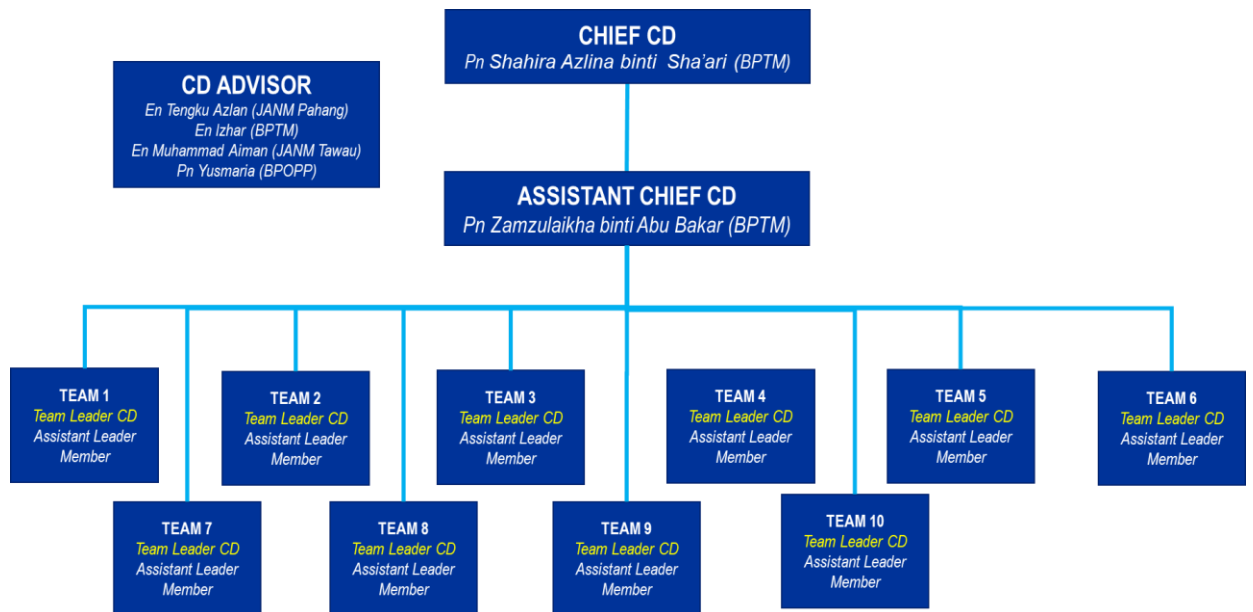 CHIEF CD
Pn Shahira Azlina binti Sha'ari (BPTM)
CD ADVISOR
En Tengku Azlan (JANM Pahang)
En Izhar (BPTM)
En Muhammad Aiman (JANM Tawau)
Pn Yusmaria (BPOPP)
ASSISTANT CHIEF CD
Pn Zamzulaikha binti Abu Bakar (BPTM)
TEAM 1
Team Leader CD
Assistant Leader
Member
TEAM 2
Team Leader CD
Assistant Leader
Member
TEAM 3
Team Leader CD
Assistant Leader
Member
TEAM 4
Team Leader CD
Assistant Leader
Member
TEAM 5
Team Leader CD
Assistant Leader
Member
TEAM 6
Team Leader CD
Assistant Leader
Member
TEAM 7
Team Leader CD
Assistant Leader
Member
TEAM 8
Team Leader CD
Assistant Leader
Member
TEAM 9
Team Leader CD
Assistant Leader
Member
TEAM 10
Team Leader CD
Assistant Leader
Member